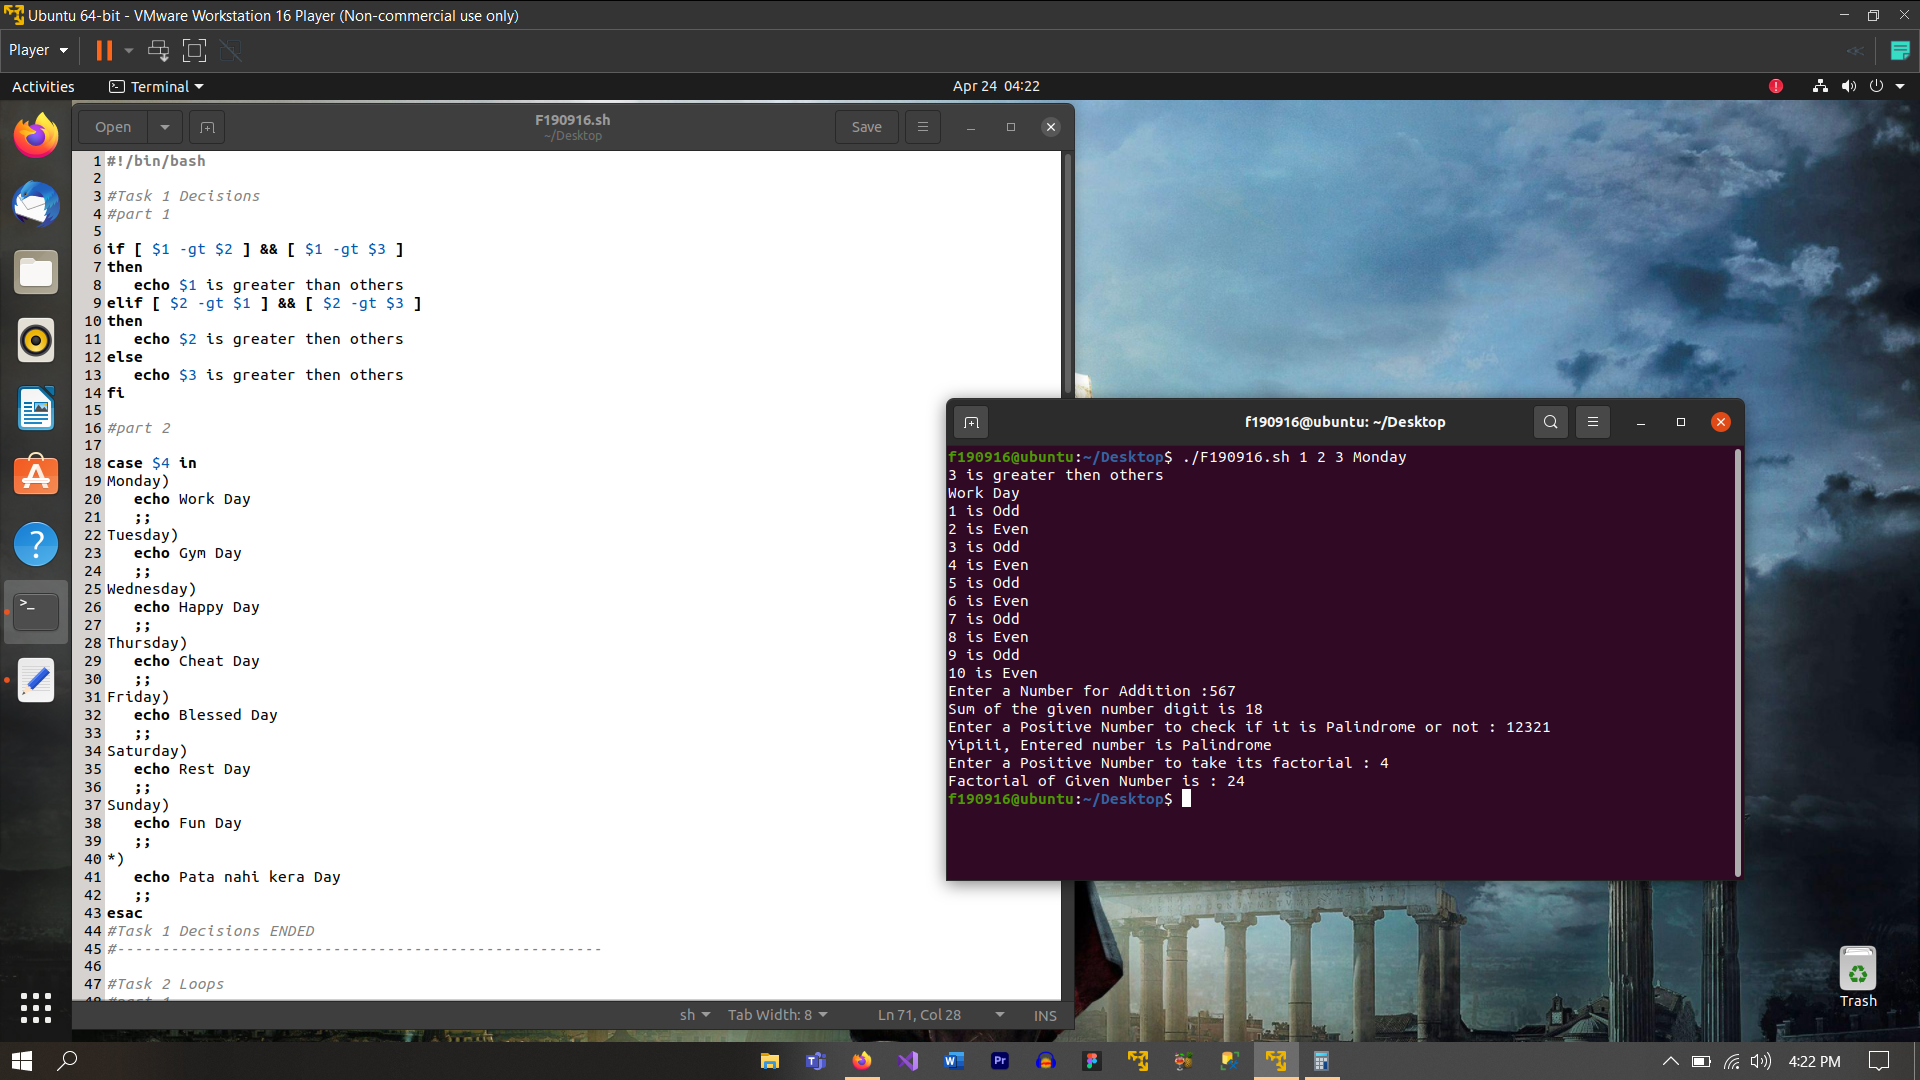 Ubuntu 64-bit - VMware Workstation 16 Player (Non-commercial use only)
Player
Activities
Terminal
Apr 24 04:22
Open
F190916.sh
~/Desktop
Save
1 #!/bin/bash
2
3 #Task 1 Decisions
4 #part 1
5
6 if [ $1 -gt $2 ] && [ $1 -gt $3 ]
7 then
8 echo $1 is greater than others
9 elif [ $2 -gt $1 ] && [ $2 -gt $3 ]
10 then
11 echo $2 is greater then others
12 else
13 echo $3 is greater then others
14 fi
15
16 #part 2
17
18 case $4 in
19 Monday)
20 echo Work Day
21 ;;
22 Tuesday)
23 echo Gym Day
24 ;;
25 Wednesday)
26 echo Happy Day
27 ;;
28 Thursday)
29 echo Cheat Day
30 ;;
31 Friday)
32 echo Blessed Day
33 ;;
34 Saturday)
35 echo Rest Day
36 ;;
37 Sunday)
38 echo Fun Day
39 ;;
40 *)
41 echo Pata nahi kera Day
42 ;;
43 esac
44 #Task 1 Decisions ENDED
45 #------------------------------------------------------
46
47 #Task 2 Loops
48 #part 1
sh
Tab Width: 8
Ln 71, Col 28
INS
f190916@ubuntu: ~/Desktop
f190916@ubuntu:~/Desktop$ ./F190916.sh 1 2 3 Monday
3 is greater then others
Work Day
1 is Odd
2 is Even
3 is Odd
4 is Even
5 is Odd
6 is Even
7 is Odd
8 is Even
9 is Odd
10 is Even
Enter a Number for Addition :567
Sum of the given number digit is 18
Enter a Positive Number to check if it is Palindrome or not : 12321
Yipiii, Entered number is Palindrome
Enter a Positive Number to take its factorial : 4
Factorial of Given Number is : 24
f190916@ubuntu:~/Desktop$
Trash
4:22 PM